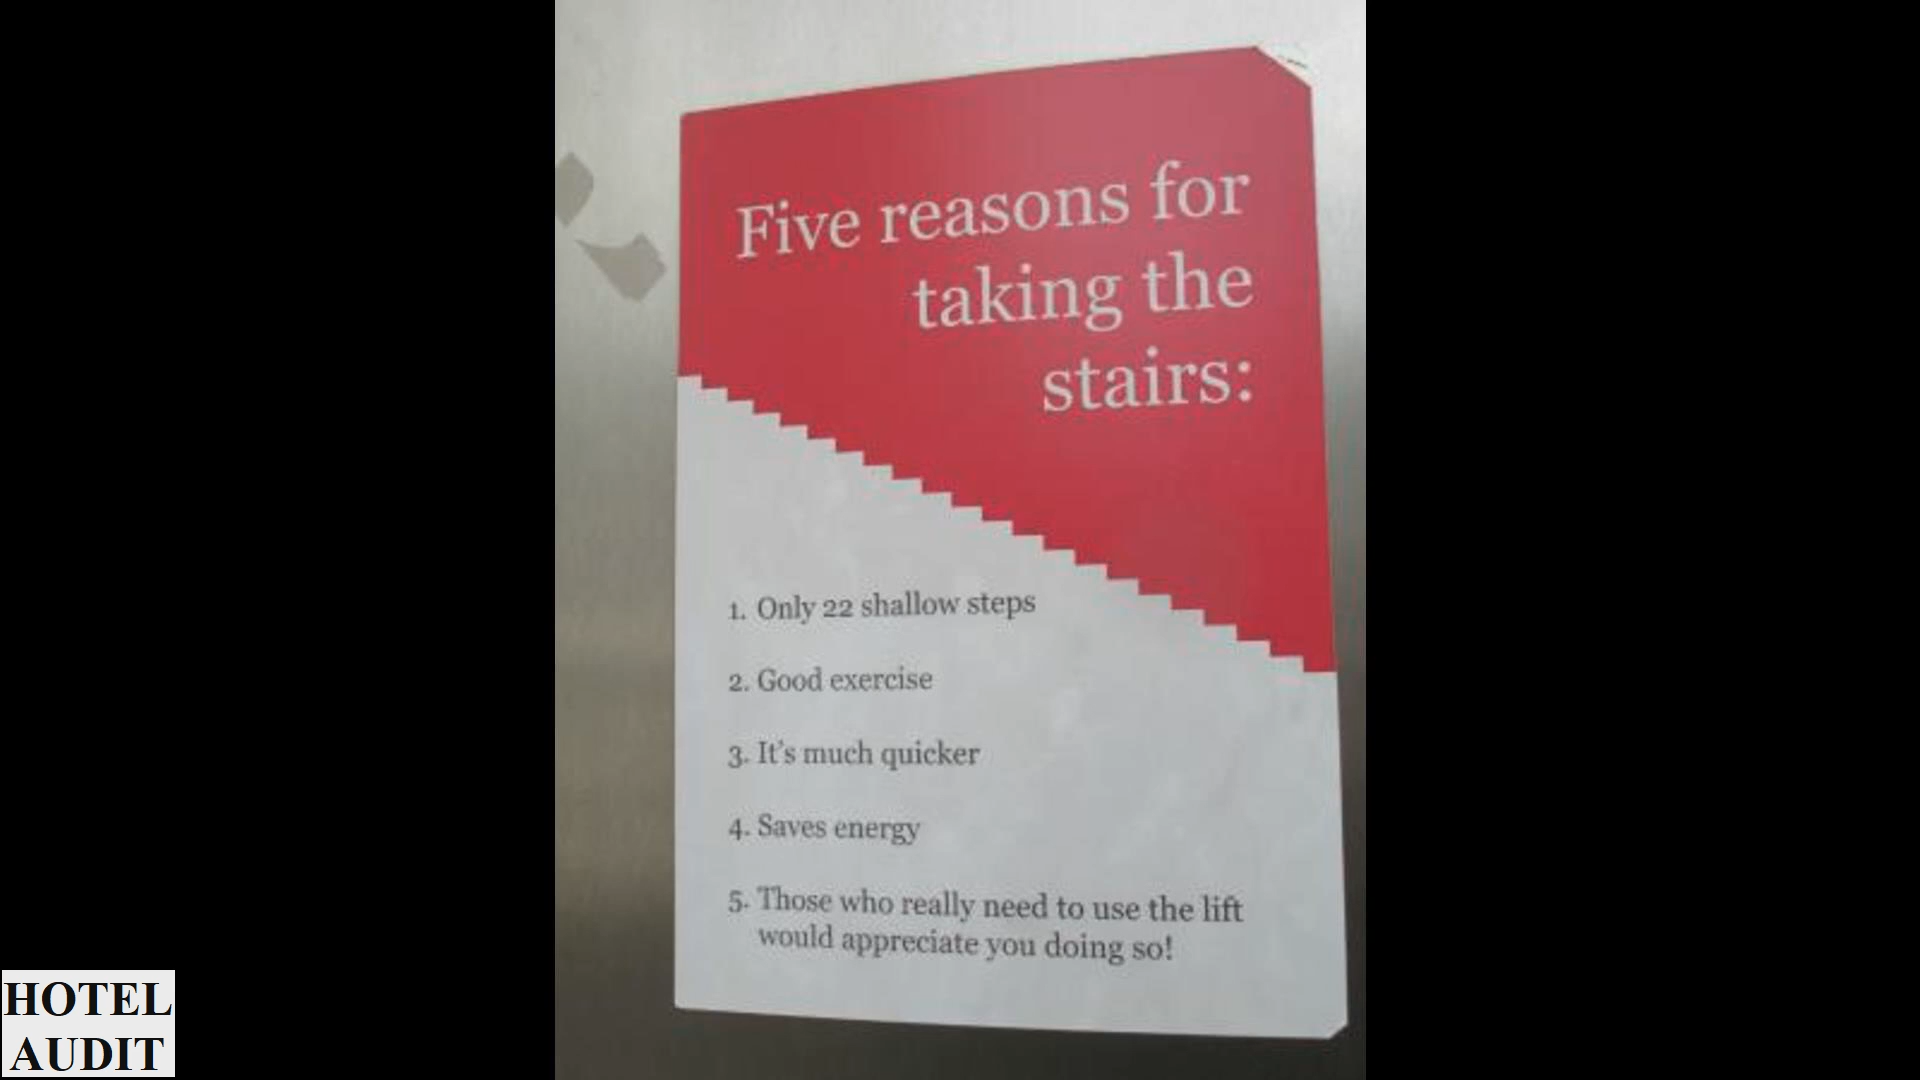 Five reasons for
taking the
stairs:
1. Only 22 shallow steps
2. Good exercise
3. It's much quicker
4. Saves energy
5. Those who really need to use the lift
would appreciate you doing so!
HOTEL
AUDIT